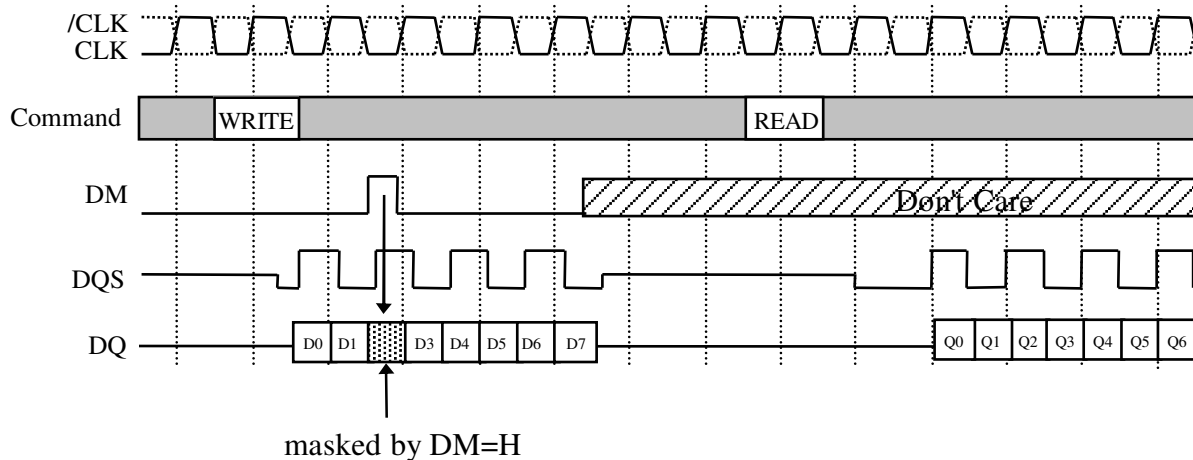 /CLK
CLK
Command
WRITE
READ
DM
Don't Care
DQS
DQ
D0 D1 D3 D4 D5 D6 D7
Q0 Q1 Q2 Q3 Q4 Q5 Q6
masked by DM=H